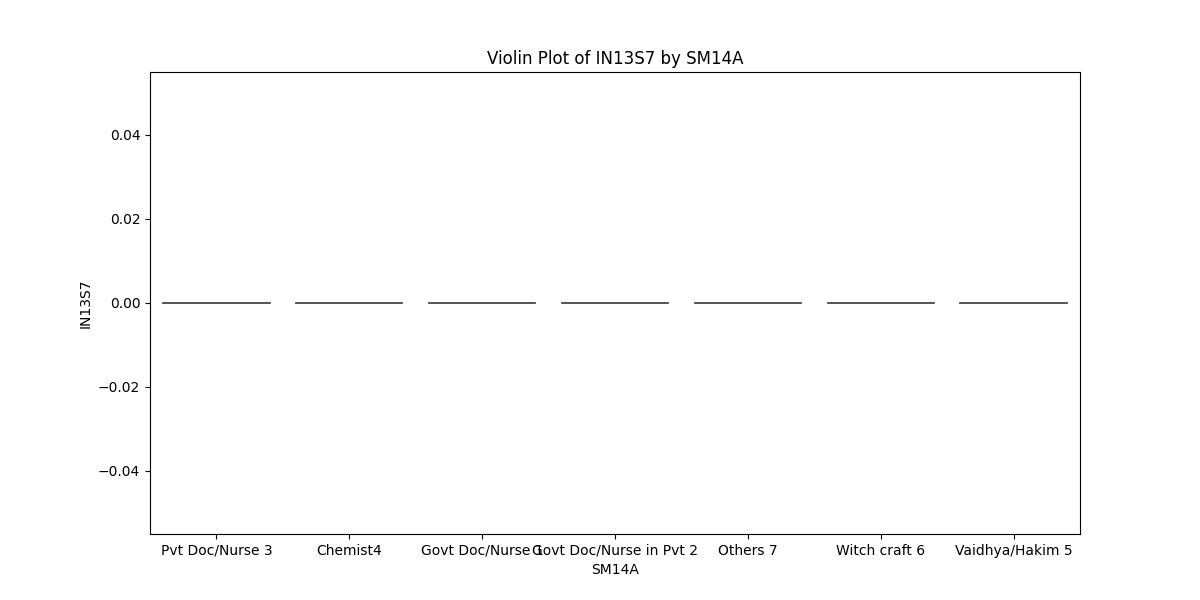 Violin Plot of IN13S7 by SM14A
0.04
0.02
0.00
−0.02
−0.04
IN13S7
Pvt Doc/Nurse 3 Chemist4 Govt Doc/Nurse 1 Govt Doc/Nurse in Pvt 2 Others 7 Witch craft 6 Vaidhya/Hakim 5
SM14A